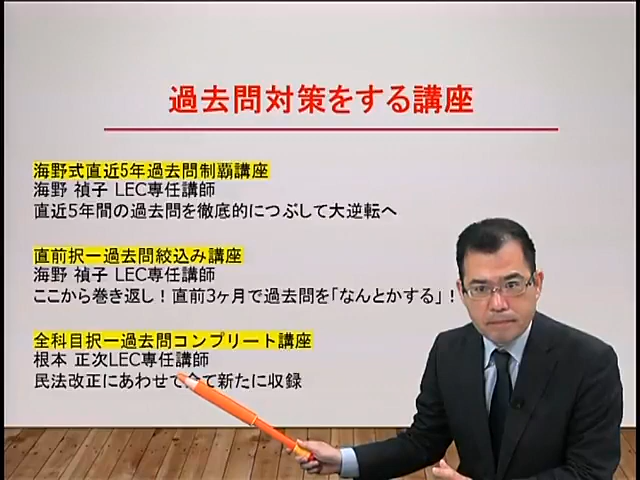 過去問対策をする講座
海野式直近5年過去問制覇講座
海野 禎子 LEC専任講師
直近5年間の過去問を徹底的につぶして大逆転へ
直前択一過去問絞込み講座
海野 禎子 LEC専任講師
ここから巻き返し！直前3ヶ月で過去問を「なんとかする」！
全科目択一過去問コンプリート講座
根本 正次LEC専任講師
民法改正にあわせて全て新たに収録